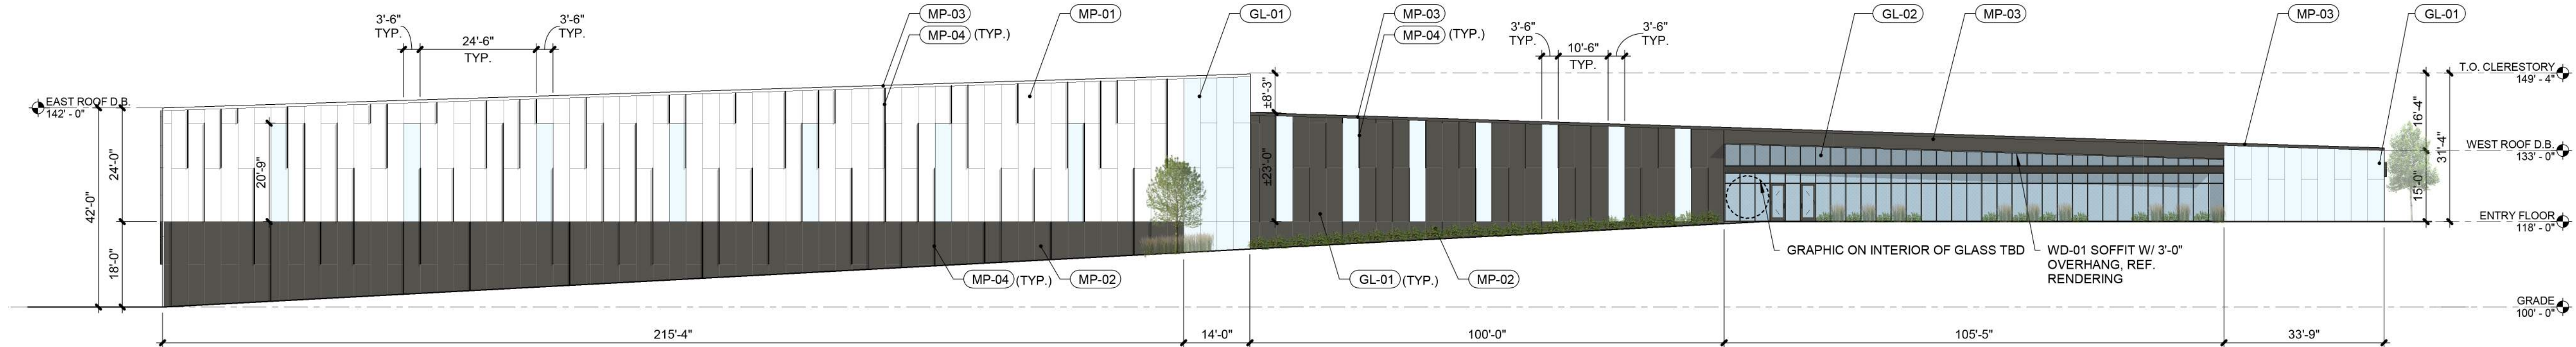 3'-6"
TYP.
24'-6"
TYP.
3'-6"
TYP.
MP-03
MP-04 (TYP.)
MP-01
GL-01
MP-03
MP-04 (TYP.)
3'-6"
TYP.
10'-6"
TYP.
3'-6"
TYP.
GL-02
MP-03
MP-03
GL-01
T.O. CLERESTORY
149' - 4"
EAST ROOF D.B.
142' - 0"
±8'-3"
16'-4"
31'-4"
WEST ROOF D.B.
133' - 0"
42'-0"
24'-0"
20'-9"
±23'-0"
15'-0"
ENTRY FLOOR
118' - 0"
18'-0"
MP-04 (TYP.)
MP-02
GL-01 (TYP.)
MP-02
GRAPHIC ON INTERIOR OF GLASS TBD
WD-01 SOFFIT W/ 3'-0"
OVERHANG, REF.
RENDERING
GRADE
100' - 0"
215'-4"
14'-0"
100'-0"
105'-5"
33'-9"